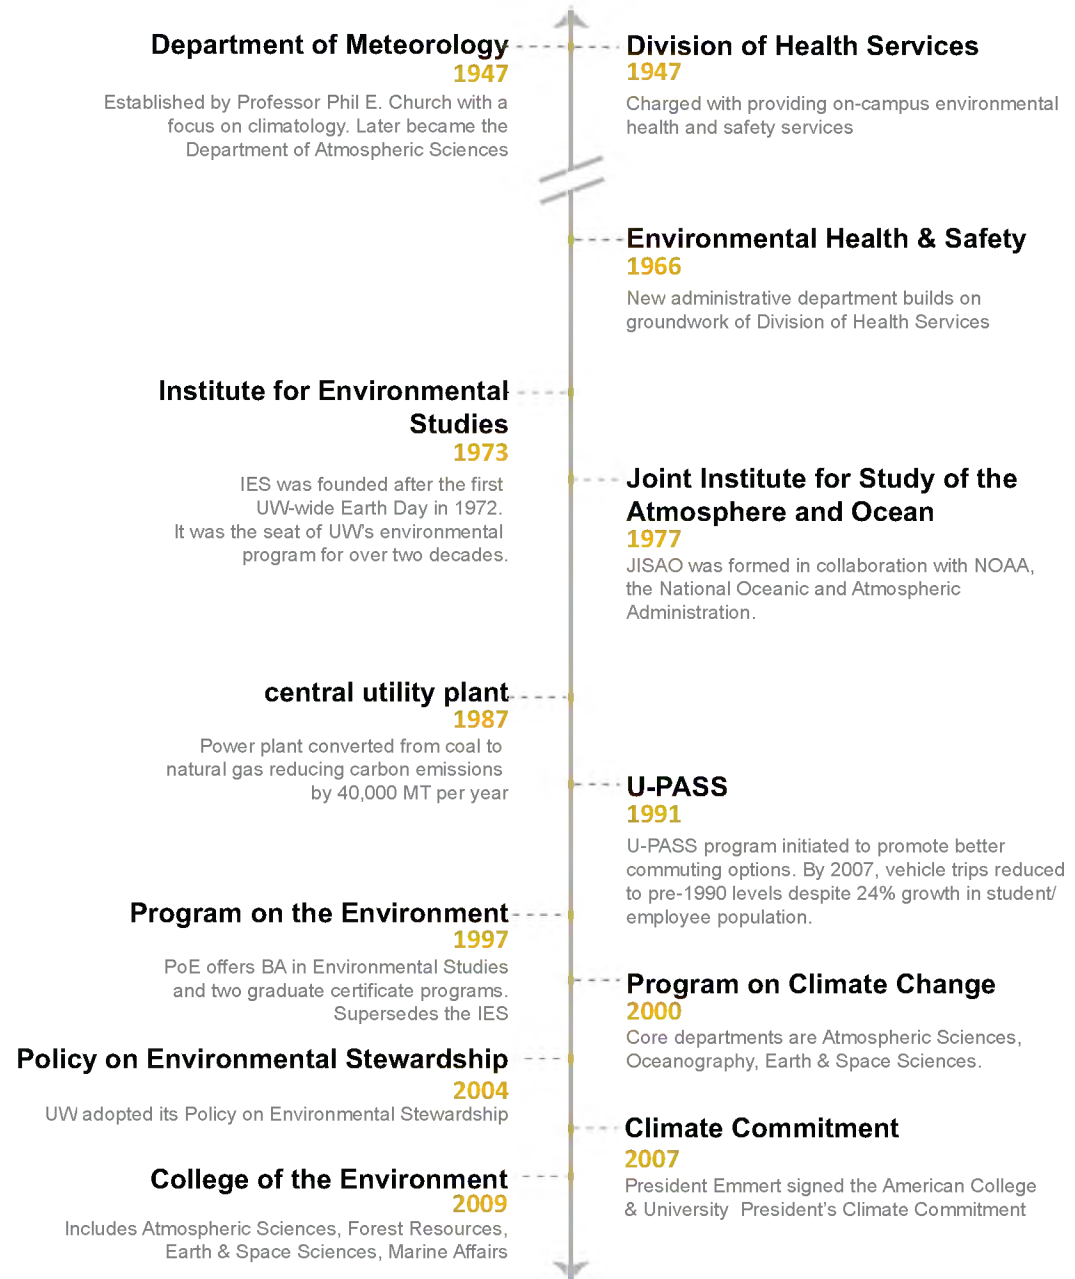 Department of Meteorology
1947
Established by Professor Phil E. Church with a
focus on climatology. Later became the
Department of Atmospheric Sciences
Division of Health Services
1947
Charged with providing on-campus environmental
health and safety services
Environmental Health & Safety
1966
New administrative department builds on
groundwork of Division of Health Services
Institute for Environmental
Studies
1973
IES was founded after the first
UW-wide Earth Day in 1972.
It was the seat of UW's environmental
program for over two decades.
Joint Institute for Study of the
Atmosphere and Ocean
1977
JISAO was formed in collaboration with NOAA,
the National Oceanic and Atmospheric
Administration.
central utility plant
1987
Power plant converted from coal to
natural gas reducing carbon emissions
by 40,000 MT per year
U-PASS
1991
U-PASS program initiated to promote better
commuting options. By 2007, vehicle trips reduced
to pre-1990 levels despite 24% growth in student/
employee population.
Program on the Environment
1997
PoE offers BA in Environmental Studies
and two graduate certificate programs.
Supersedes the IES
Program on Climate Change
2000
Core departments are Atmospheric Sciences,
Oceanography, Earth & Space Sciences.
Policy on Environmental Stewardship
2004
UW adopted its Policy on Environmental Stewardship
Climate Commitment
2007
President Emmert signed the American College
& University President's Climate Commitment
College of the Environment
2009
Includes Atmospheric Sciences, Forest Resources,
Earth & Space Sciences, Marine Affairs